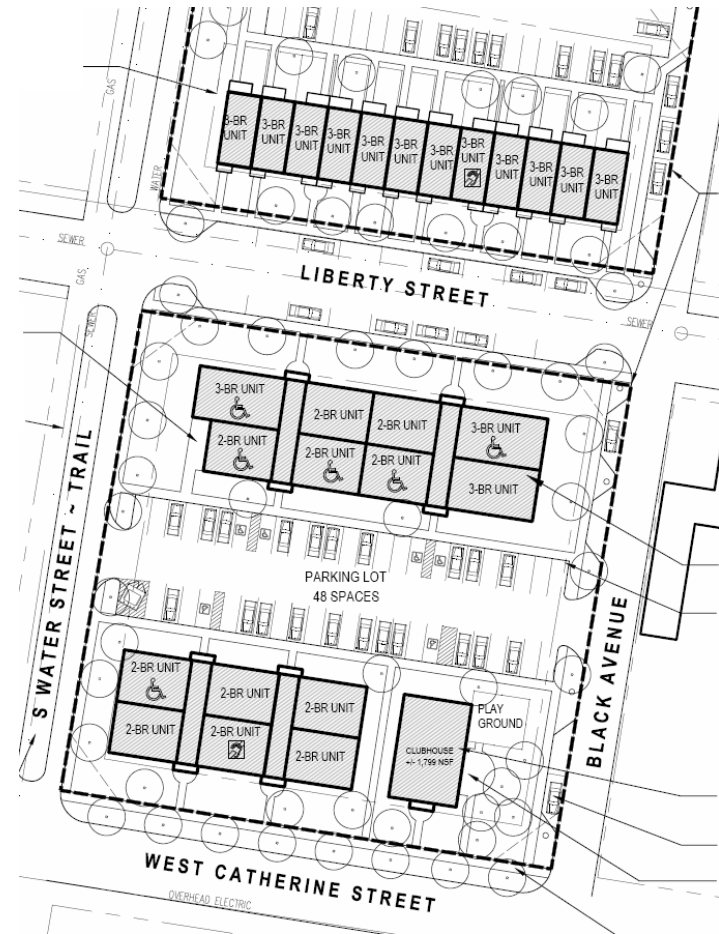 GAS
3-BR
UNIT
3-BR
UNIT
3-BR
UNIT
3-BR
UNIT
3-BR
UNIT
3-BR
UNIT
3-BR
UNIT
3-BR
UNIT
3-BR
UNIT
3-BR
UNIT
3-BR
UNIT
3-BR
UNIT
WATER
SEWER
GAS
LIBERTY STREET
SEWER
SEWER
3-BR UNIT
2-BR UNIT
2-BR UNIT
3-BR UNIT
2-BR UNIT
2-BR UNIT
2-BR UNIT
3-BR UNIT
S WATER STREET ~ TRAIL
PARKING LOT
48 SPACES
BLACK AVENUE
2-BR UNIT
2-BR UNIT
2-BR UNIT
2-BR UNIT
2-BR UNIT
2-BR UNIT
PLAY
GROUND
CLUBHOUSE
+/- 1,799 NSF
WEST CATHERINE STREET
OVERHEAD ELECTRIC